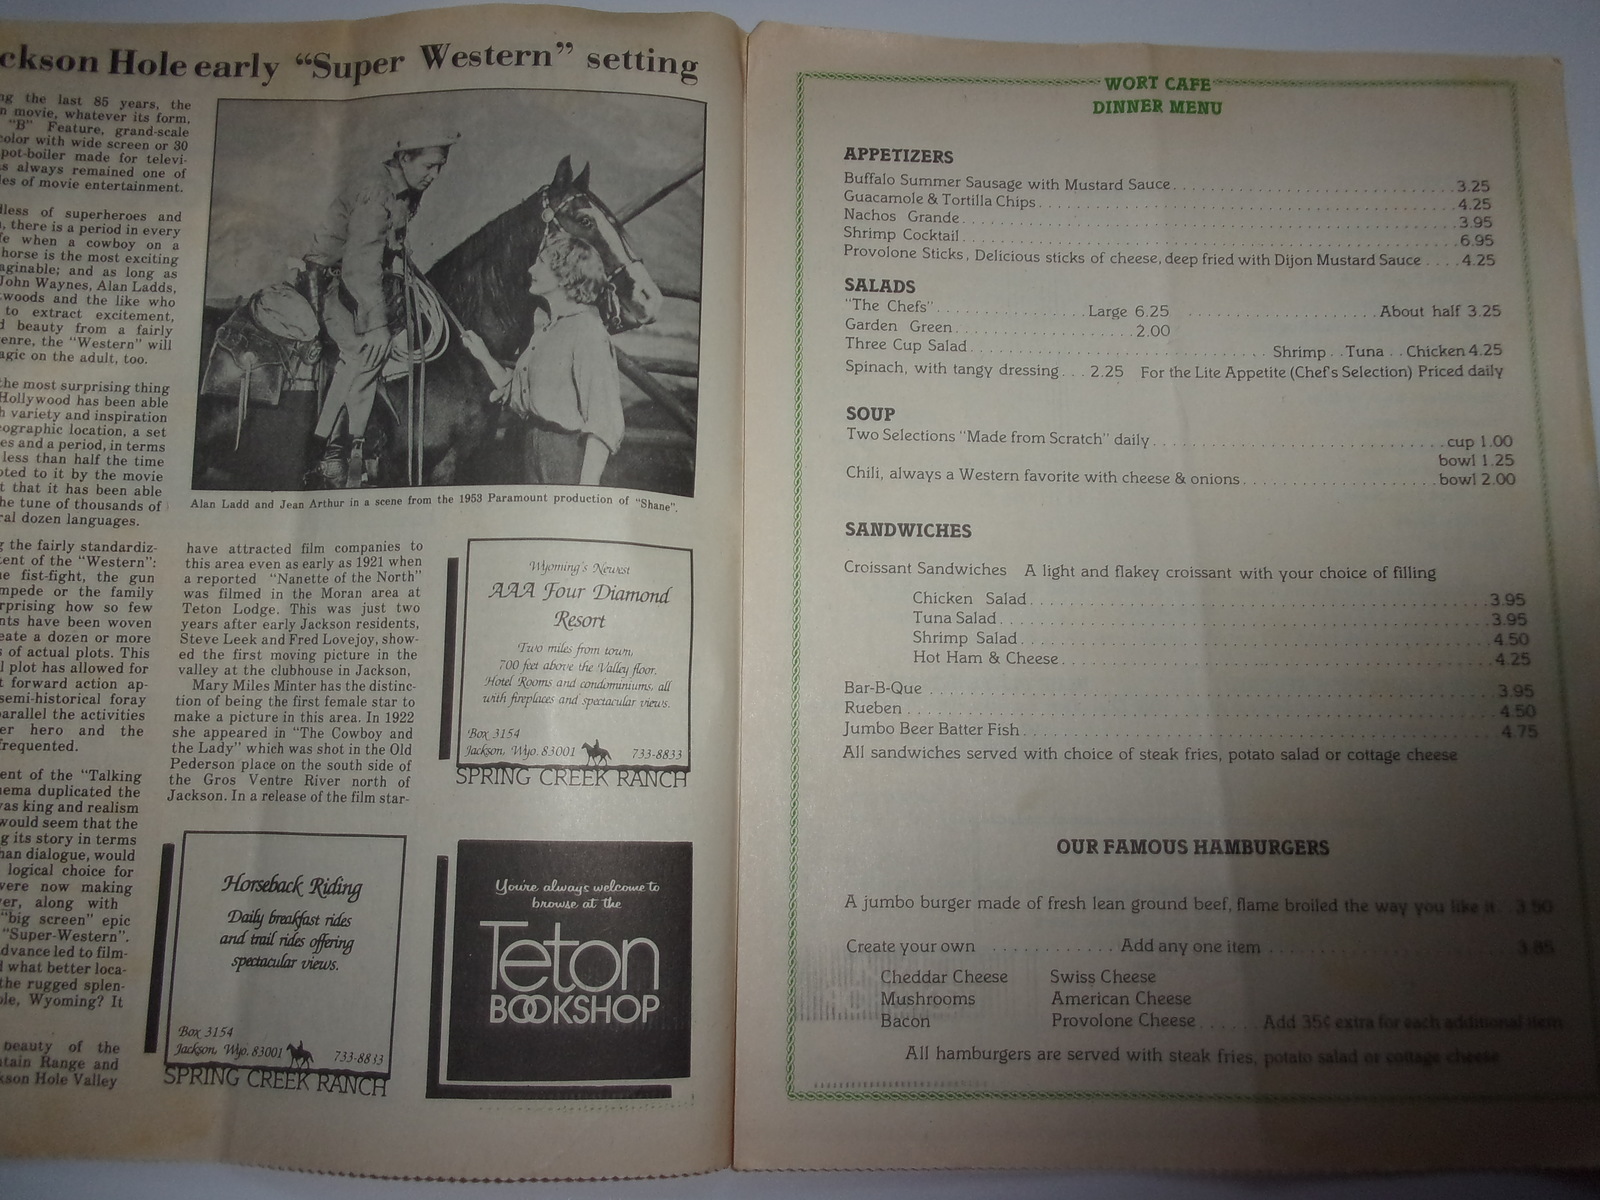 ckson Hole early "Super Western" setting
ng the last 85 years, the
n movie, whatever its form.
"B" Feature, grand-scale
color with wide screen or 30
pot-boiler made for televi-
s always remained one of
les of movie entertainment.
lless of superheroes and
, there is a period in every
fe when a cowboy on a
horse is the most exciting
aginable; and as long as
John Waynes, Alan Ladds,
twoods and the like who
to extract excitement,
d beauty from a fairly
genre, the "Western" will
agic on the adult, too.
the most surprising thing
Hollywood has been able
h variety and inspiration
eographic location, a set
es and a period, in terms
less than half the time
oted to it by the movie
t that it has been able
he tune of thousands of
ral dozen languages.
g the fairly standardiz-
tent of the "Western":
e fist-fight, the gun
mpede or the family
rprising how so few
nts have been woven
eate a dozen or more
s of actual plots. This
l plot has allowed for
t forward action ap-
semi-historical foray
parallel the activities
er hero and the
frequented.
ent of the "Talking
nema duplicated the
was king and realism
would seem that the
g its story in terms
han dialogue, would
logical choice for
were now making
ver, along with
"big screen" epic
"Super-Western".
dvance led to film-
d what better loca-
the rugged splen-
ole, Wyoming? It
beauty of the
ntain Range and
kson Hole Valley
Alan Ladd and Jean Arthur in a scene from the 1953 Paramount production of "Shane".
have attracted film companies to
this area even as early as 1921 when
a reported "Nanette of the North"
was filmed in the Moran area at
Teton Lodge. This was just two
years after early Jackson residents,
Steve Leek and Fred Lovejoy, show-
ed the first moving picture in the
valley at the clubhouse in Jackson,
Mary Miles Minter has the distinc-
tion of being the first female star to
make a picture in this area. In 1922
she appeared in "The Cowboy and
the Lady" which was shot in the Old
Pederson place on the south side of
the Gros Ventre River north of
Jackson. In a release of the film star-
Wyoming's Newest
AAA Four Diamond
Resort
Two miles from town,
700 feet above the Valley floor.
Hotel Rooms and condominiums, all
with fireplaces and spectacular views.
Box 3154
Jackson, Wyo. 83001 733-8833
SPRING CREEK RANCH
Horseback Riding
Daily breakfast rides
and trail rides offering
spectacular views.
Box 3154
Jackson, Wyo. 83001 733-8833
SPRING CREEK RANCH
You're always welcome to
browse at the
Teton
BOOKSHOP
WORT CAFE
DINNER MENU
APPETIZERS
Buffalo Summer Sausage with Mustard Sauce 3.25
Guacamole & Tortilla Chips 4.25
Nachos Grande 3.95
Shrimp Cocktail 6.95
Provolone Sticks, Delicious sticks of cheese, deep fried with Dijon Mustard Sauce .... 4.25
SALADS
"The Chefs" Large 6.25 About half 3.25
Garden Green 2.00
Three Cup Salad Shrimp . . Tuna . . Chicken 4.25
Spinach, with tangy dressing . . . 2.25 For the Lite Appetite (Chef's Selection) Priced daily
SOUP
Two Selections "Made from Scratch" daily cup 1.00
bowl 1.25
Chili, always a Western favorite with cheese & onions bowl 2.00
SANDWICHES
Croissant Sandwiches A light and flakey croissant with your choice of filling
Chicken Salad 3.95
Tuna Salad 3.95
Shrimp Salad 4.50
Hot Ham & Cheese 4.25
Bar-B-Que 3.95
Rueben 4.50
Jumbo Beer Batter Fish 4.75
All sandwiches served with choice of steak fries, potato salad or cottage cheese
OUR FAMOUS HAMBURGERS
A jumbo burger made of fresh lean ground beef, flame broiled the way you like it. 3.50
Create your own Add any one item 3.85
Cheddar Cheese Swiss Cheese
Mushrooms American Cheese
Bacon Provolone Cheese ...... Add 35¢ extra for each additional item
All hamburgers are served with steak fries, potato salad or cottage cheese